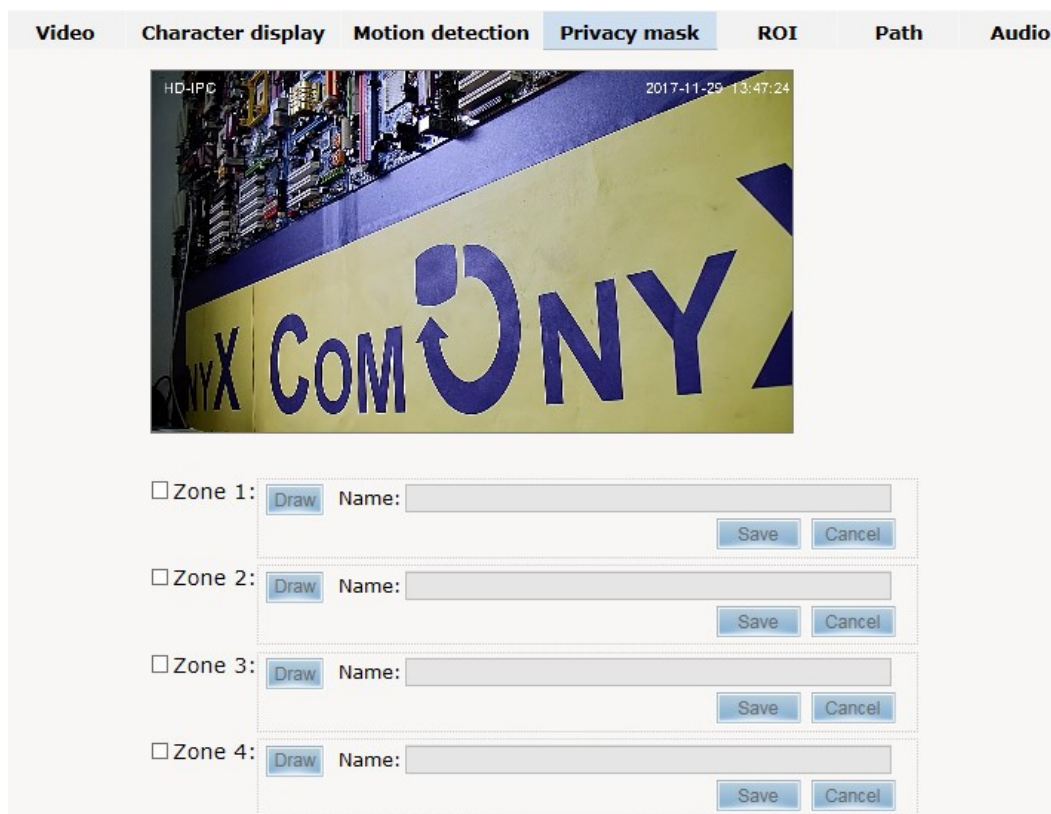 Video Character display Motion detection Privacy mask ROI Path Audio
HD-IPC 2017-11-29 13:47:24
NYX COMONYX
Zone 1: Draw Name:
Save Cancel
Zone 2: Draw Name:
Save Cancel
Zone 3: Draw Name:
Save Cancel
Zone 4: Draw Name:
Save Cancel